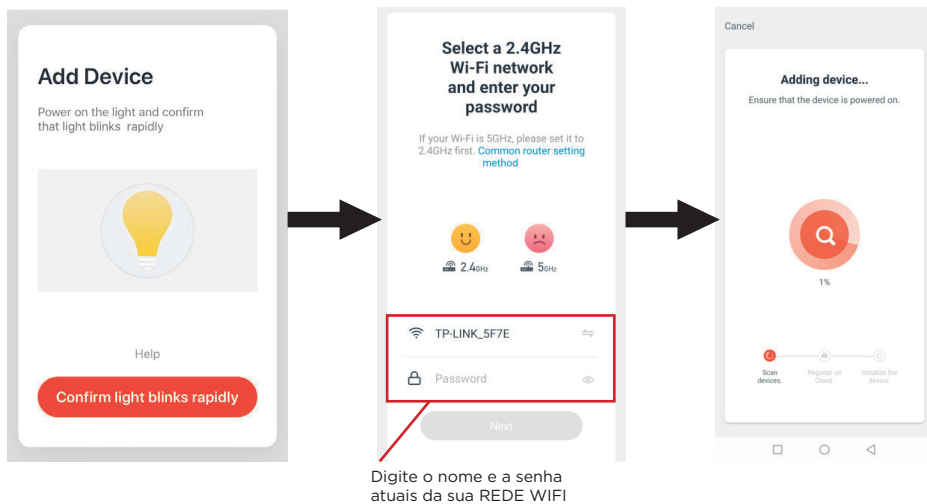 Add Device
Power on the light and confirm
that light blinks rapidly
Help
Confirm light blinks rapidly
Select a 2.4GHz
Wi-Fi network
and enter your
password
If your Wi-Fi is 5GHz, please set it to
2.4GHz first. Common router setting
method
2.4GHz
5GHz
TP-LINK_5F7E
Password
Next
Digite o nome e a senha
atuais da sua REDE WIFI
Cancel
Adding device...
Ensure that the device is powered on.
1%
Scan
devices.
Register on
Cloud.
Initialize the
device.